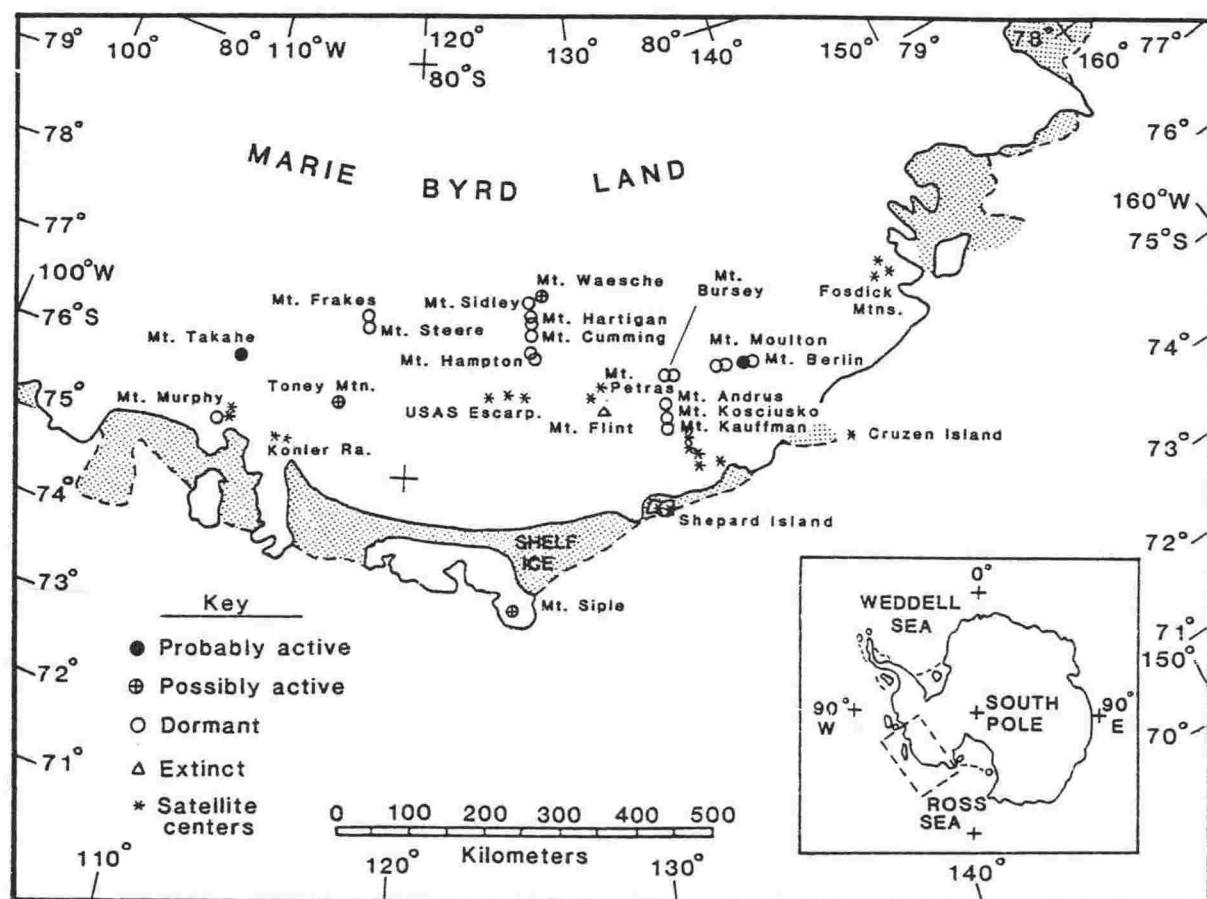 79° 100° 80° 110°W 120° 130° 80° 140° 150° 79° 78° 160° 77°
80°S
78°
76°
MARIE BYRD LAND
77°
160°W
75°S
100°W
76°S
Mt. Waesche
Mt.
Bursey
Fosdick
Mtns.
Mt. Frakes
Mt. Sidley
Mt. Hartigan
Mt. Steere
Mt. Cumming
Mt. Moulton
74°
Mt. Takahe
Mt. Hampton
Mt. Berlin
Mt.
Petras
75°
Mt. Murphy
Toney Mtn.
USAS Escarp.
Mt. Andrus
Mt. Kosciusko
Mt. Kauffman
Mt. Flint
Cruzen Island
73°
Konler Ra.
74°
Shepard Island
72°
SHELF
ICE
73°
Mt. Siple
Key
Probably active
Possibly active
Dormant
Extinct
Satellite
centers
72°
71°
0 100 200 300 400 500
Kilometers
110° 120° 130° 140°
71°
150°
70°
0°
WEDDELL
SEA
90°
W
SOUTH
POLE
90°
E
ROSS
SEA